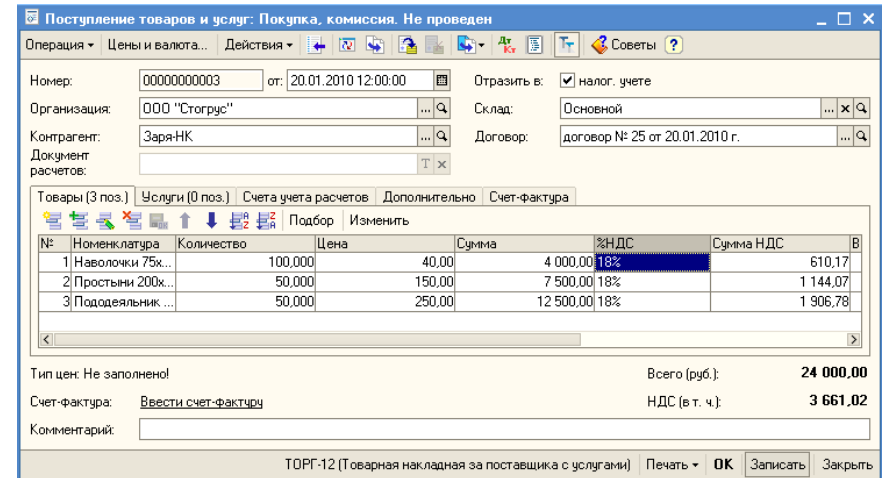 Поступление товаров и услуг: Покупка, комиссия. Не проведен
Операция Цены и валюта... Действия Дт Кт Советы ?
Номер: 00000000003 от: 20.01.2010 12:00:00 Отразить в: налог. учете
Организация: ООО "Стогрус" ... Склад: Основной ... x
Контрагент: Заря-НК ... Договор: договор № 25 от 20.01.2010 г. ...
Документ расчетов: T x
Товары (3 поз.) Услуги (0 поз.) Счета учета расчетов Дополнительно Счет-фактура
Подбор Изменить
№ Номенклатура Количество Цена Сумма %НДС Сумма НДС В
1 Наволочки 75х... 100,000 40,00 4 000,00 18% 610,17
2 Простыни 200х... 50,000 150,00 7 500,00 18% 1 144,07
3 Пододеяльник ... 50,000 250,00 12 500,00 18% 1 906,78
Тип цен: Не заполнено! Всего (руб.): 24 000,00
Счет-фактура: Ввести счет-фактуру НДС (в т. ч.): 3 661,02
Комментарий:
ТОРГ-12 (Товарная накладная за поставщика с услугами) Печать OK Записать Закрыть